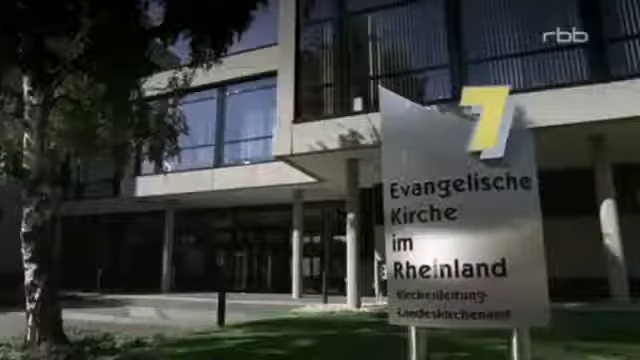 rbb
Evangelische
Kirche
im
Rheinland
Kirchenleitung
Landeskirchenamt